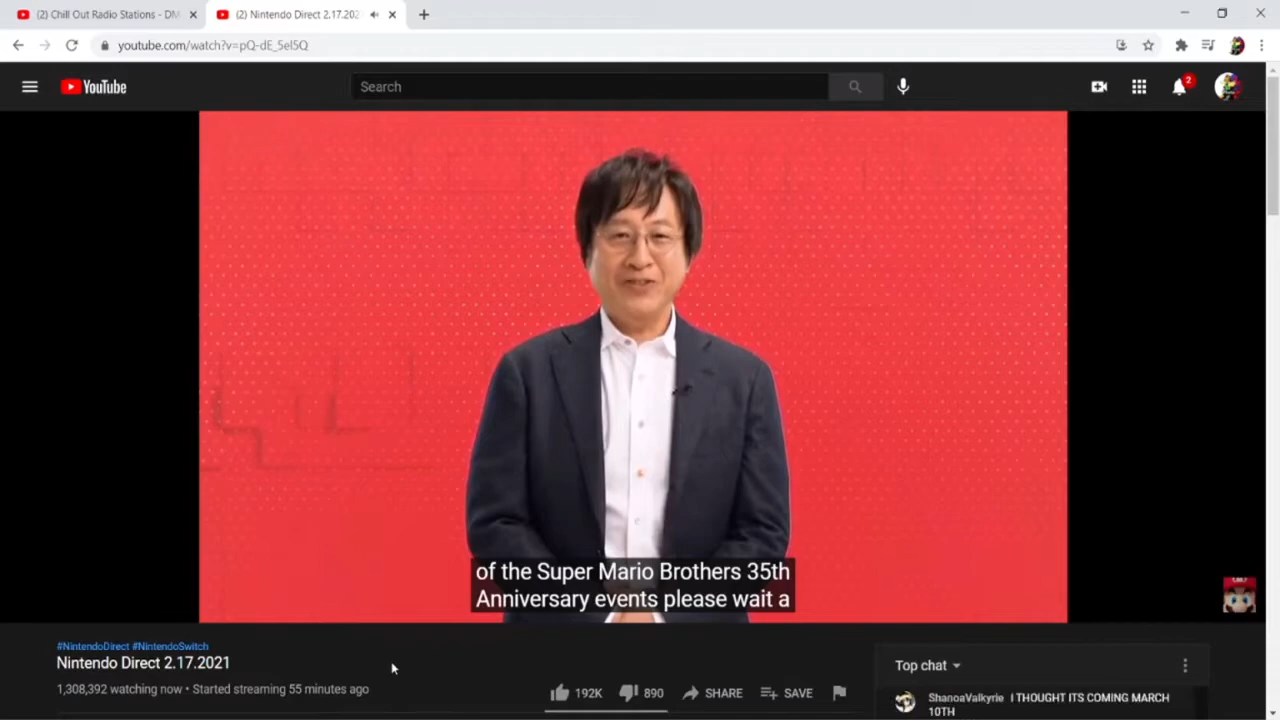 (2) Chill Out Radio Stations - DM
(2) Nintendo Direct 2.17.202
youtube.com/watch?v=pQ-dE_5eI5Q
YouTube
Search
2
of the Super Mario Brothers 35th
Anniversary events please wait a
#NintendoDirect #NintendoSwitch
Nintendo Direct 2.17.2021
1,308,392 watching now • Started streaming 55 minutes ago
192K
890
SHARE
SAVE
Top chat
ShanoaValkyrie I THOUGHT ITS COMING MARCH
10TH